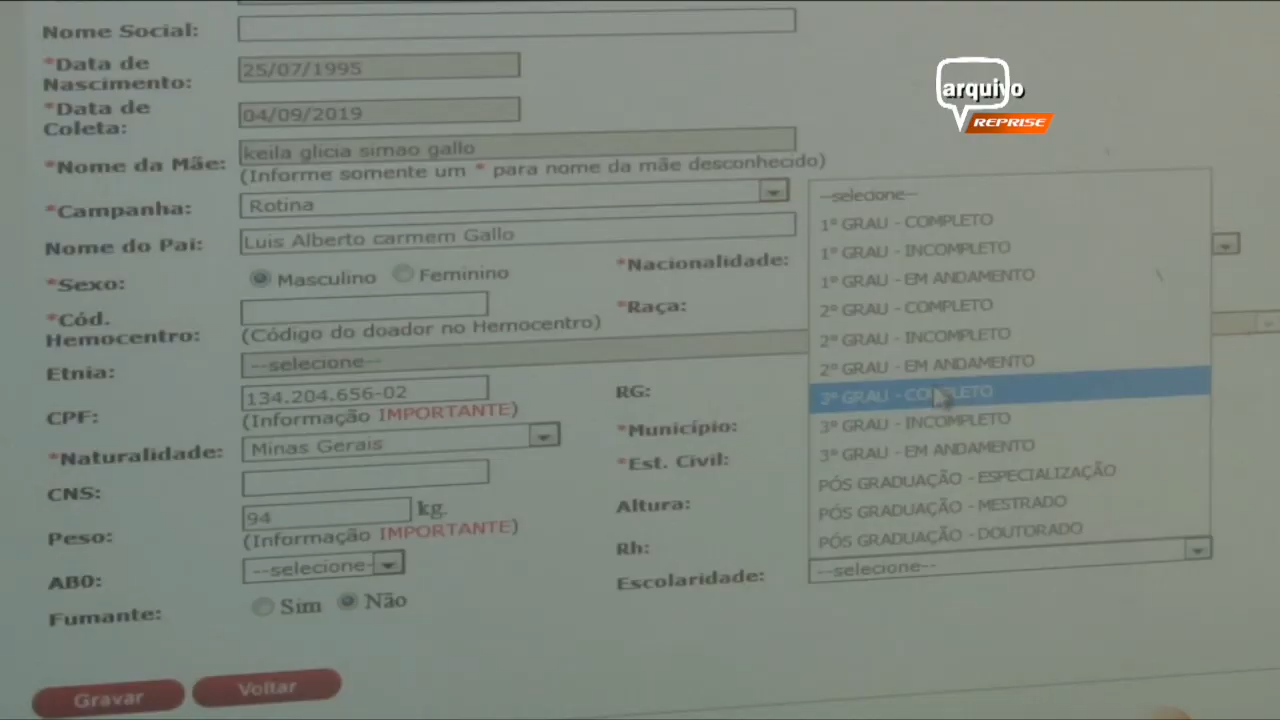 Nome Social:
*Data de Nascimento: 25/07/1995
*Data de Coleta: 04/09/2019
*Nome da Mãe: keila glicia simao gallo
(Informe somente um * para nome da mãe desconhecido)
*Campanha: Rotina
Nome do Pai: Luis Alberto carmem Gallo
*Sexo: Masculino Feminino
*Nacionalidade:
*Cód. Hemocentro:
(Código do doador no Hemocentro)
*Raça:
Etnia: --selecione--
CPF: 134.204.656-02
(Informação IMPORTANTE)
RG:
*Naturalidade: Minas Gerais
*Município:
CNS:
*Est. Civil:
Peso: 94 kg.
(Informação IMPORTANTE)
Altura:
AB0: --selecione-
Rh:
Fumante: Sim Não
Escolaridade: --selecione--
--selecione--
1º GRAU - COMPLETO
1º GRAU - INCOMPLETO
1º GRAU - EM ANDAMENTO
2º GRAU - COMPLETO
2º GRAU - INCOMPLETO
2º GRAU - EM ANDAMENTO
3º GRAU - COMPLETO
3º GRAU - INCOMPLETO
3º GRAU - EM ANDAMENTO
PÓS GRADUAÇÃO - ESPECIALIZAÇÃO
PÓS GRADUAÇÃO - MESTRADO
PÓS GRADUAÇÃO - DOUTORADO
Gravar Voltar
arquivo
REPRISE